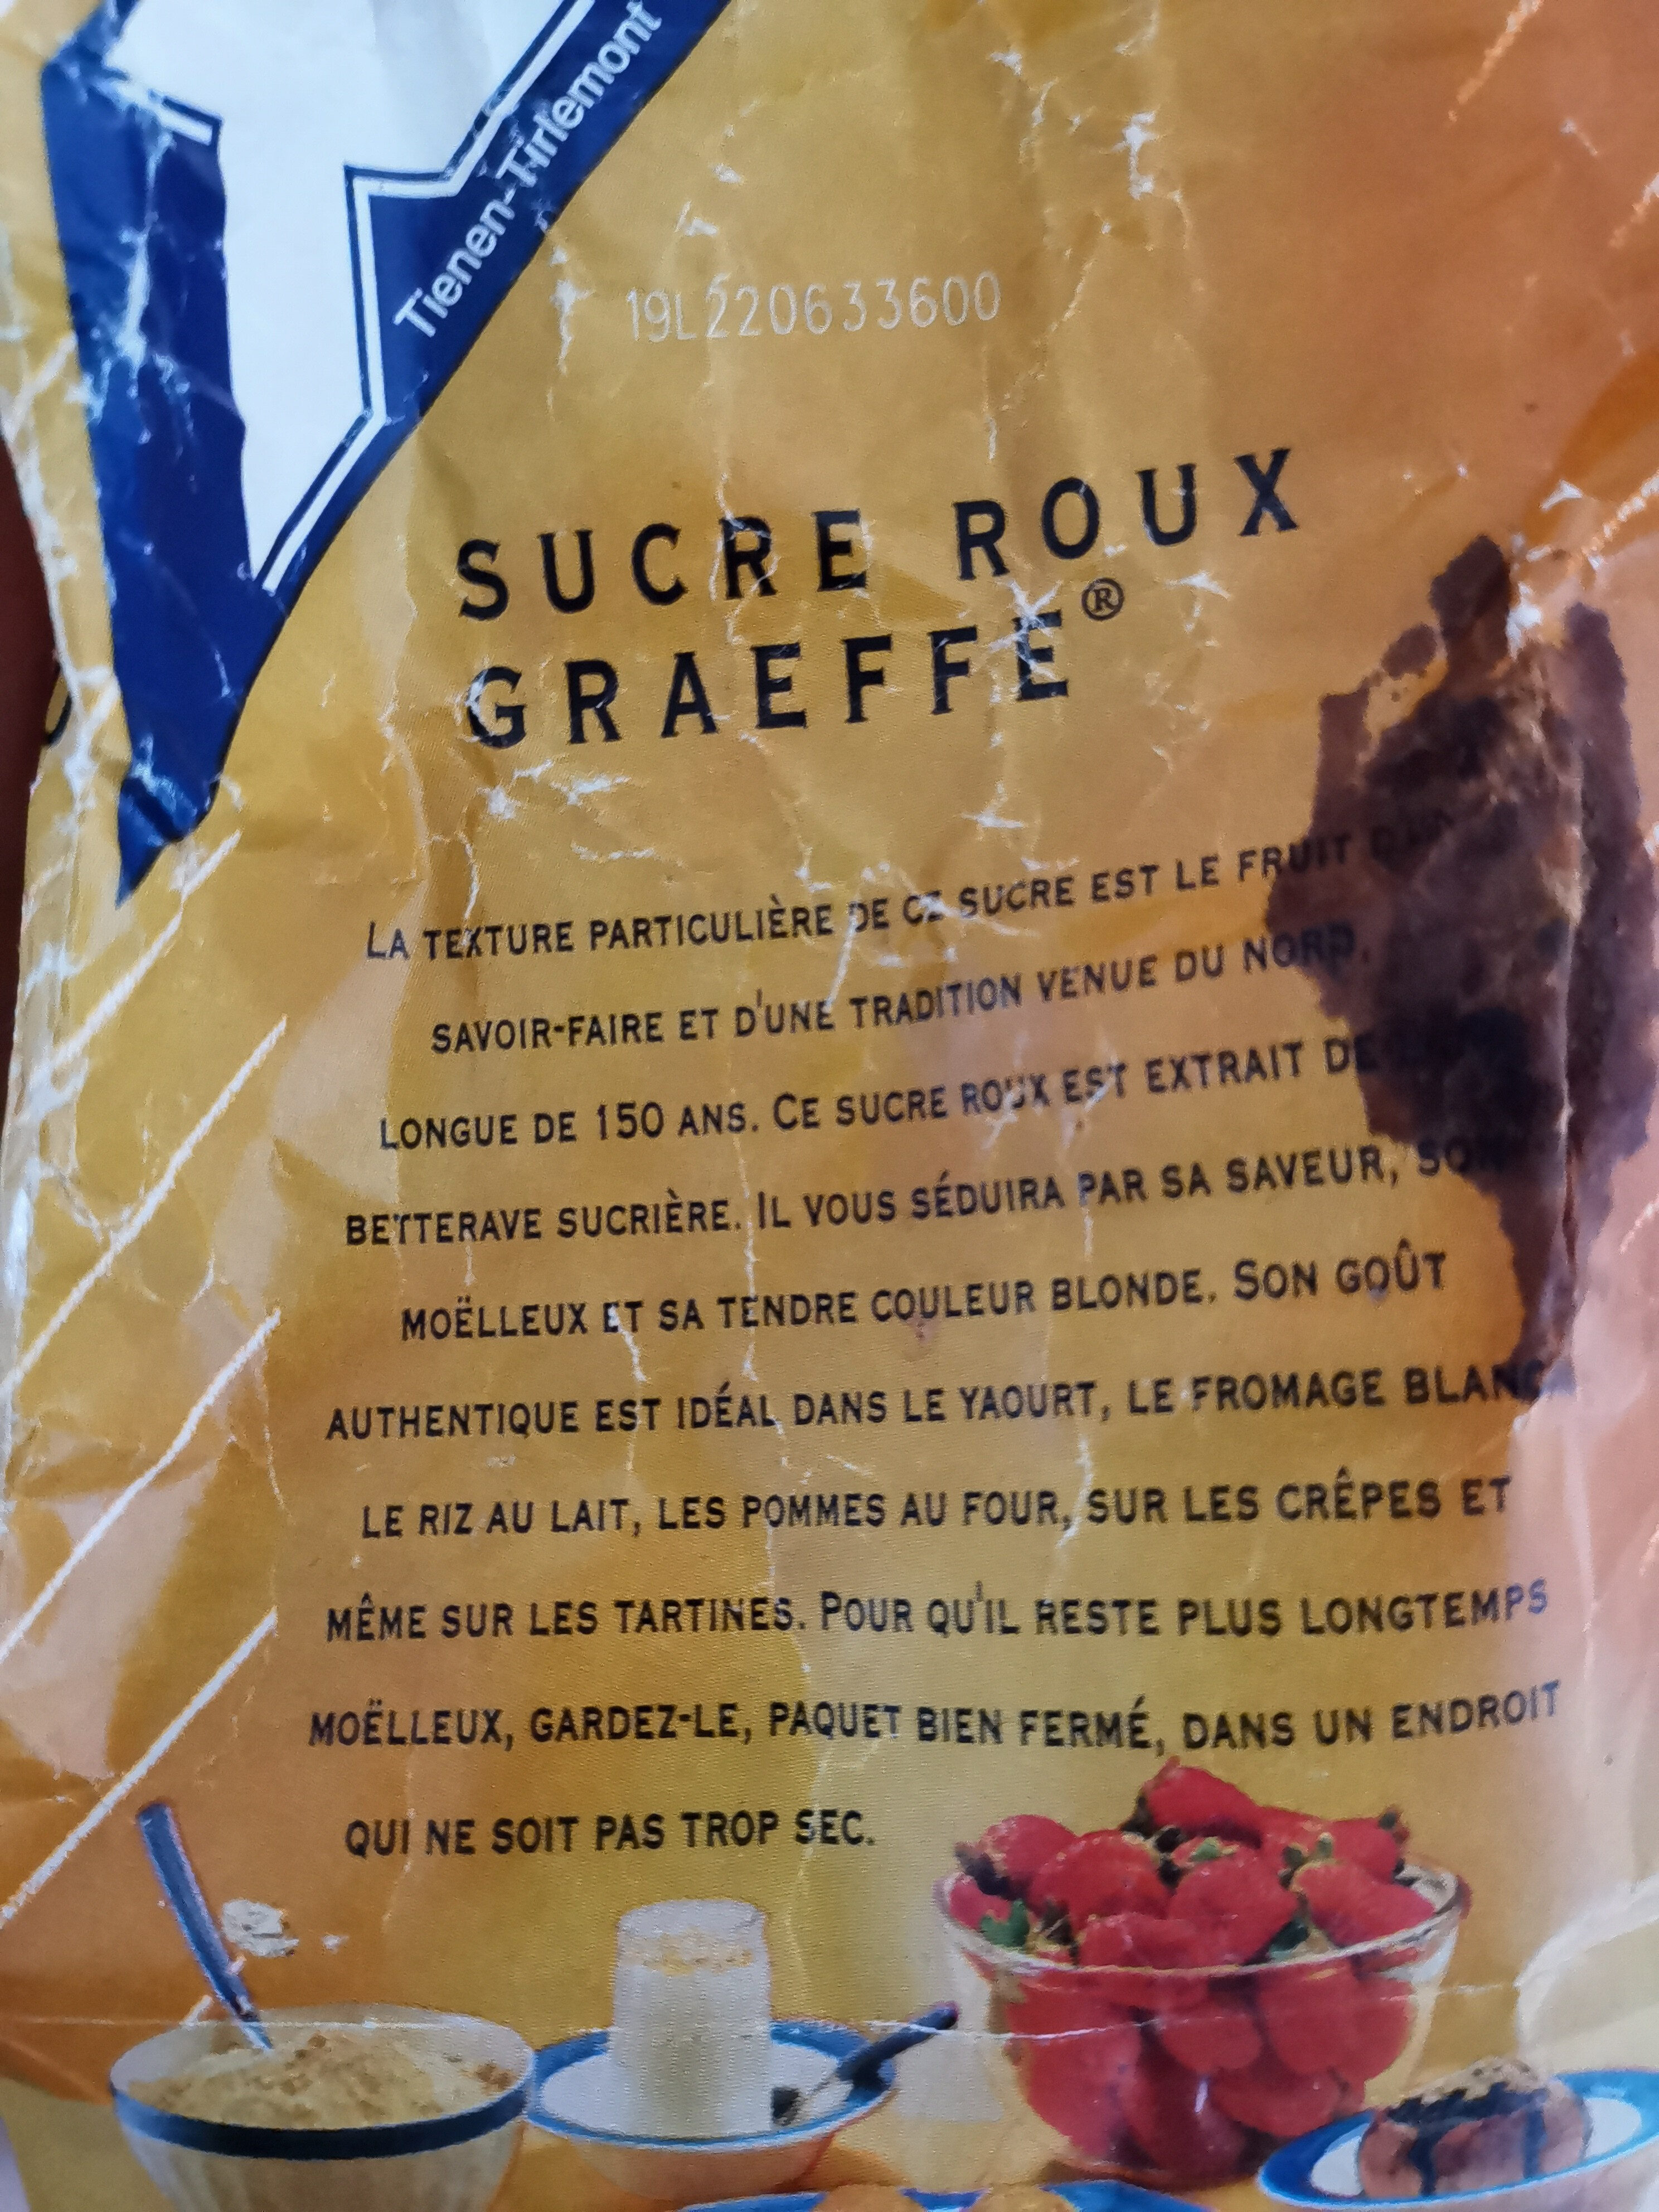 Tienen-Tirlemont
19L220633600
SUCRE ROUX
GRAEFFE®
LA TEXTURE PARTICULIÈRE DE CE SUCRE EST LE FRUIT D'UN
SAVOIR-FAIRE ET D'UNE TRADITION VENUE DU NORD,
LONGUE DE 150 ANS. CE SUCRE ROUX EST EXTRAIT DE
BETTERAVE SUCRIÈRE. IL VOUS SÉDUIRA PAR SA SAVEUR, SON
MOËLLEUX ET SA TENDRE COULEUR BLONDE. SON GOÛT
AUTHENTIQUE EST IDÉAL DANS LE YAOURT, LE FROMAGE BLANC,
LE RIZ AU LAIT, LES POMMES AU FOUR, SUR LES CRÊPES ET
MÊME SUR LES TARTINES. POUR QU'IL RESTE PLUS LONGTEMPS
MOËLLEUX, GARDEZ-LE, PAQUET BIEN FERMÉ, DANS UN ENDROIT
QUI NE SOIT PAS TROP SEC.